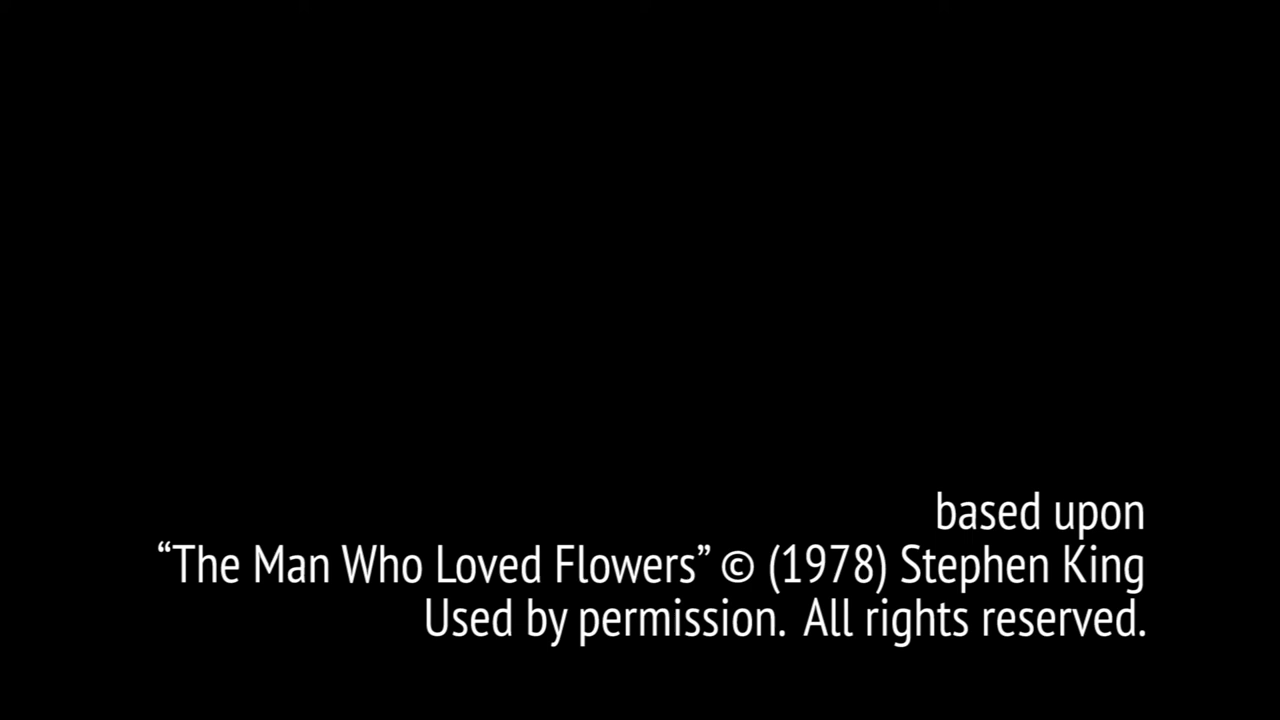 based upon
“The Man Who Loved Flowers” © (1978) Stephen King
Used by permission.  All rights reserved.